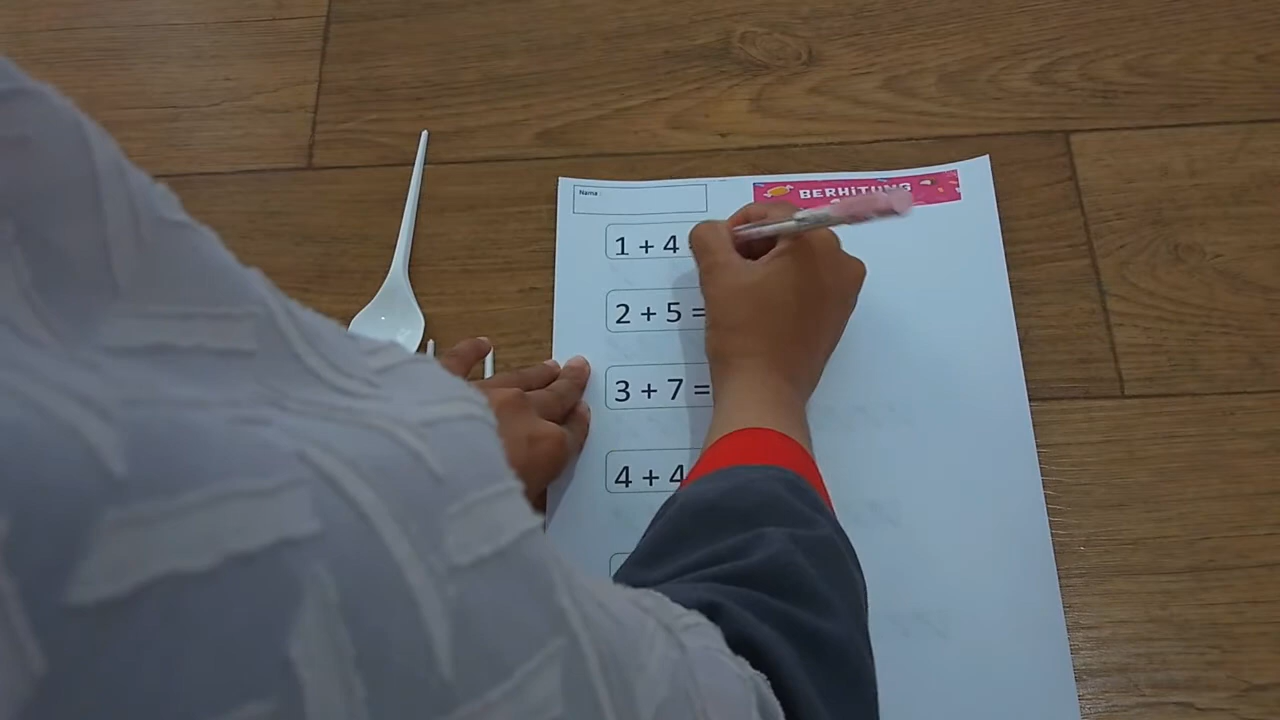 Nama
BERHITUNG
1 + 4
2 + 5 =
3 + 7 =
4 + 4